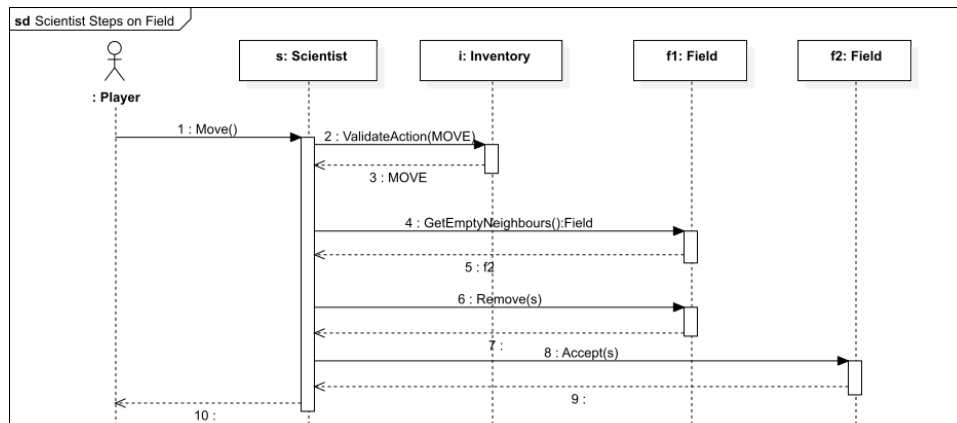 sd Scientist Steps on Field
s: Scientist
i: Inventory
f1: Field
f2: Field
: Player
1 : Move()
2 : ValidateAction(MOVE)
3 : MOVE
4 : GetEmptyNeighbours():Field
5 : f2
6 : Remove(s)
7 :
8 : Accept(s)
9 :
10 :